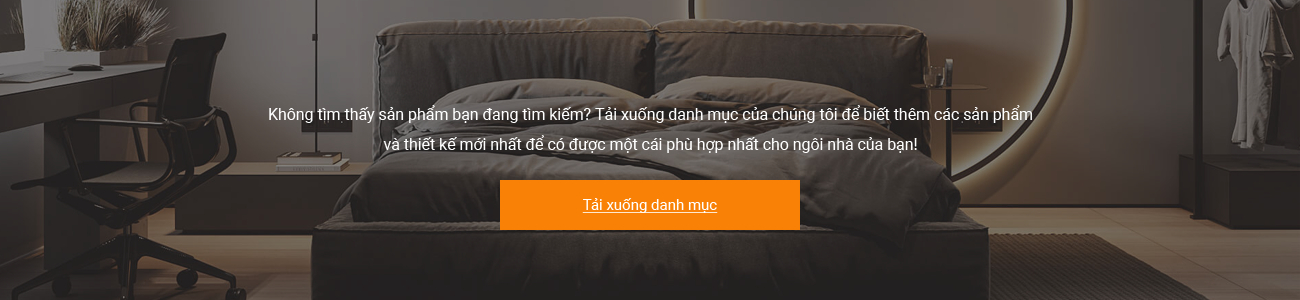 Không tìm thấy sản phẩm bạn đang tìm kiếm? Tải xuống danh mục của chúng tôi để biết thêm các sản phẩm
và thiết kế mới nhất để có được một cái phù hợp nhất cho ngôi nhà của bạn!
Tải xuống danh mục